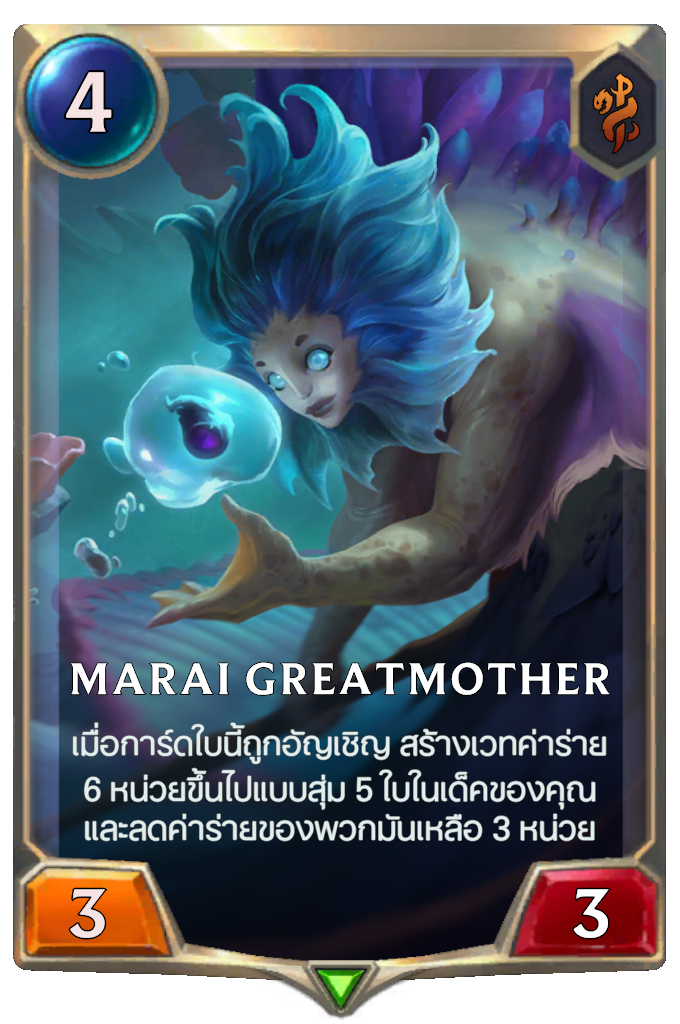 4
MARAI GREATMOTHER
เมื่อการ์ดใบนี้ถูกอัญเชิญ สร้างเวทค่าร่าย
6 หน่วยขึ้นไปแบบสุ่ม 5 ใบในเด็คของคุณ
และลดค่าร่ายของพวกมันเหลือ 3 หน่วย
3
3